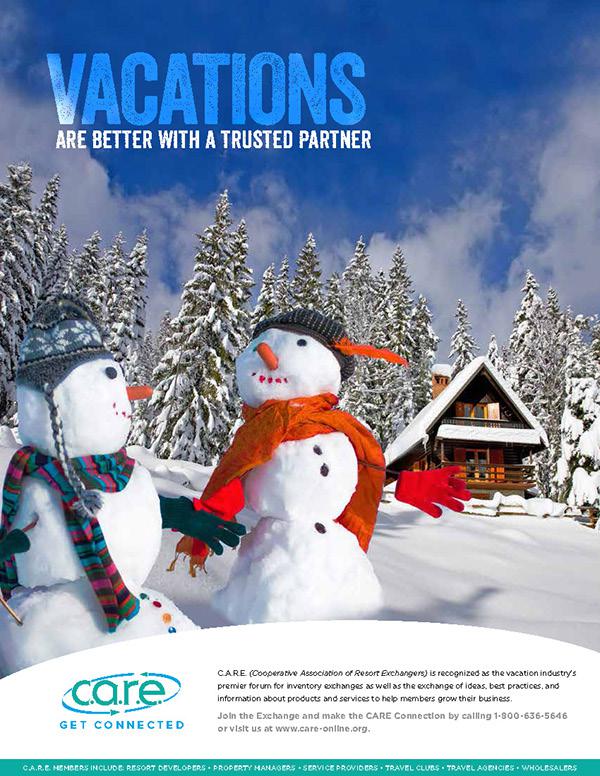 VACATIONS
ARE BETTER WITH A TRUSTED PARTNER
c.a.r.e.
GET CONNECTED
C.A.R.E. (Cooperative Association of Resort Exchangers) is recognized as the vacation industry's
premier forum for inventory exchanges as well as the exchange of ideas, best practices, and
information about products and services to help members grow their business.
Join the Exchange and make the CARE Connection by calling 1-800-636-5646
or visit us at www.care-online.org.
C.A.R.E. MEMBERS INCLUDE: RESORT DEVELOPERS • PROPERTY MANAGERS • SERVICE PROVIDERS • TRAVEL CLUBS • TRAVEL AGENCIES • WHOLESALERS